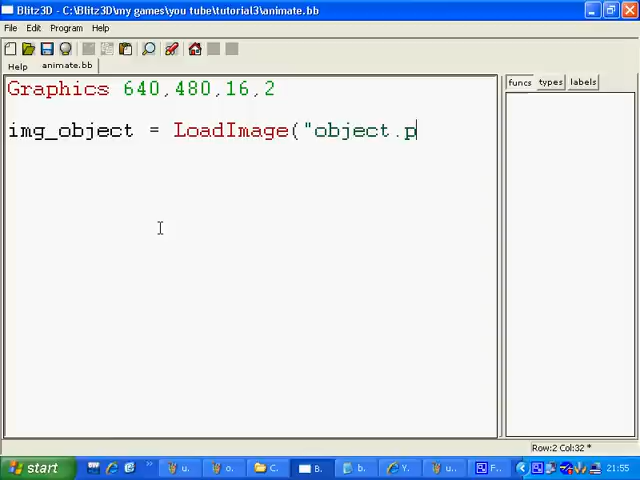 Blitz3D - C:\Blitz3D\my games\you tube\tutorial3\animate.bb
File Edit Program Help
Help animate.bb
funcs types labels
Graphics 640,480,16,2
img_object = LoadImage("object.p
Row:2 Col:32 *
start u. o. C. B. b. Y. u.. F.. 21:55